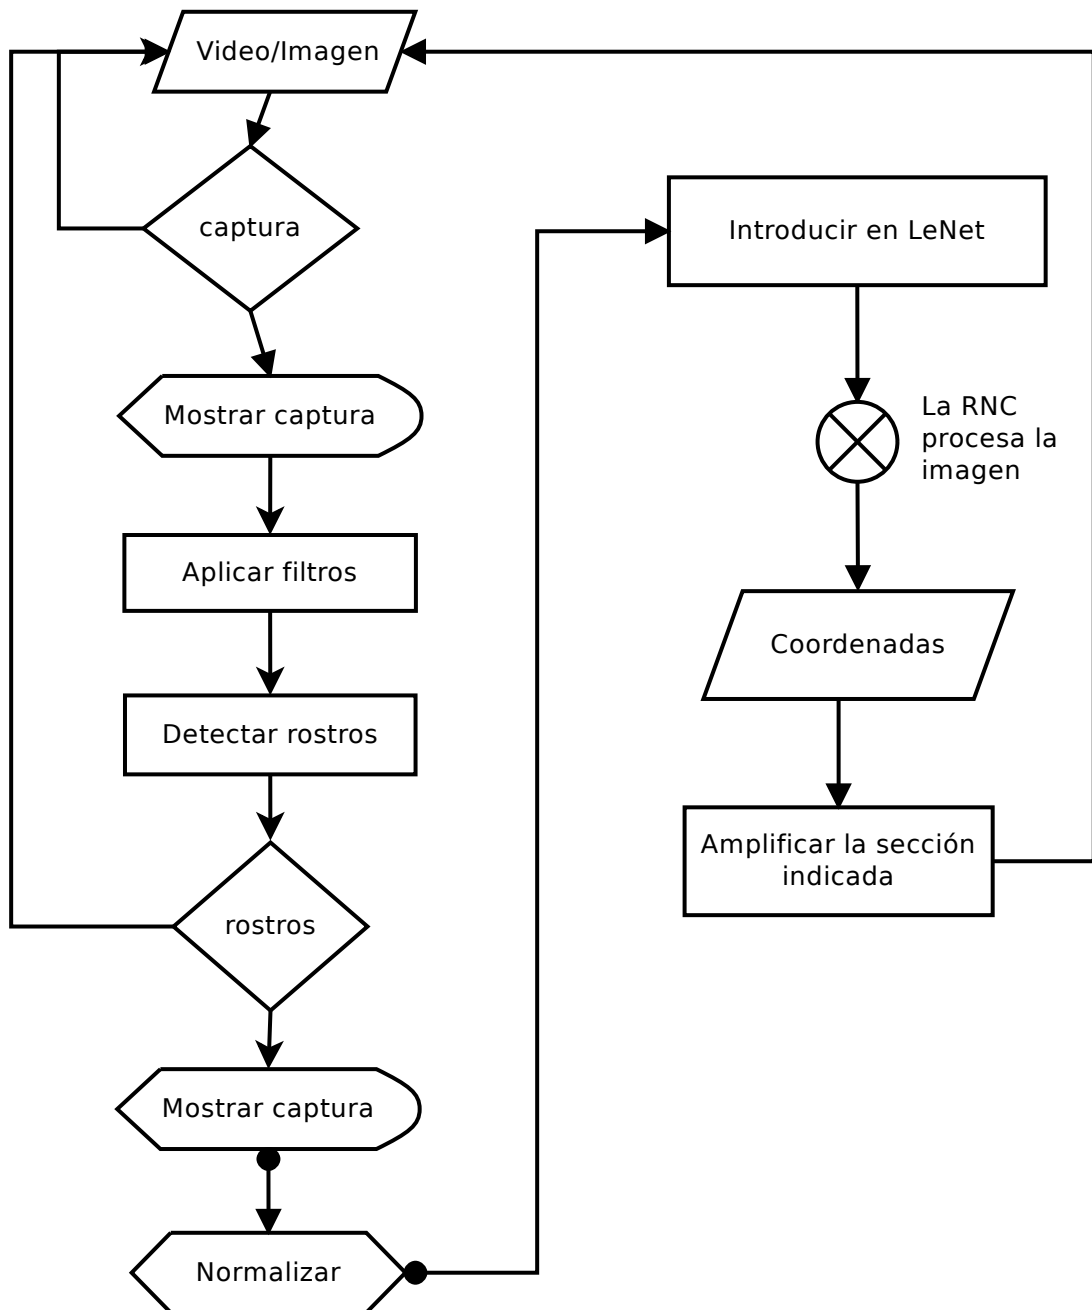 Video/Imagen
captura
Mostrar captura
Aplicar filtros
Detectar rostros
rostros
Mostrar captura
Normalizar
Introducir en LeNet
La RNC
procesa la
imagen
Coordenadas
Amplificar la sección
indicada